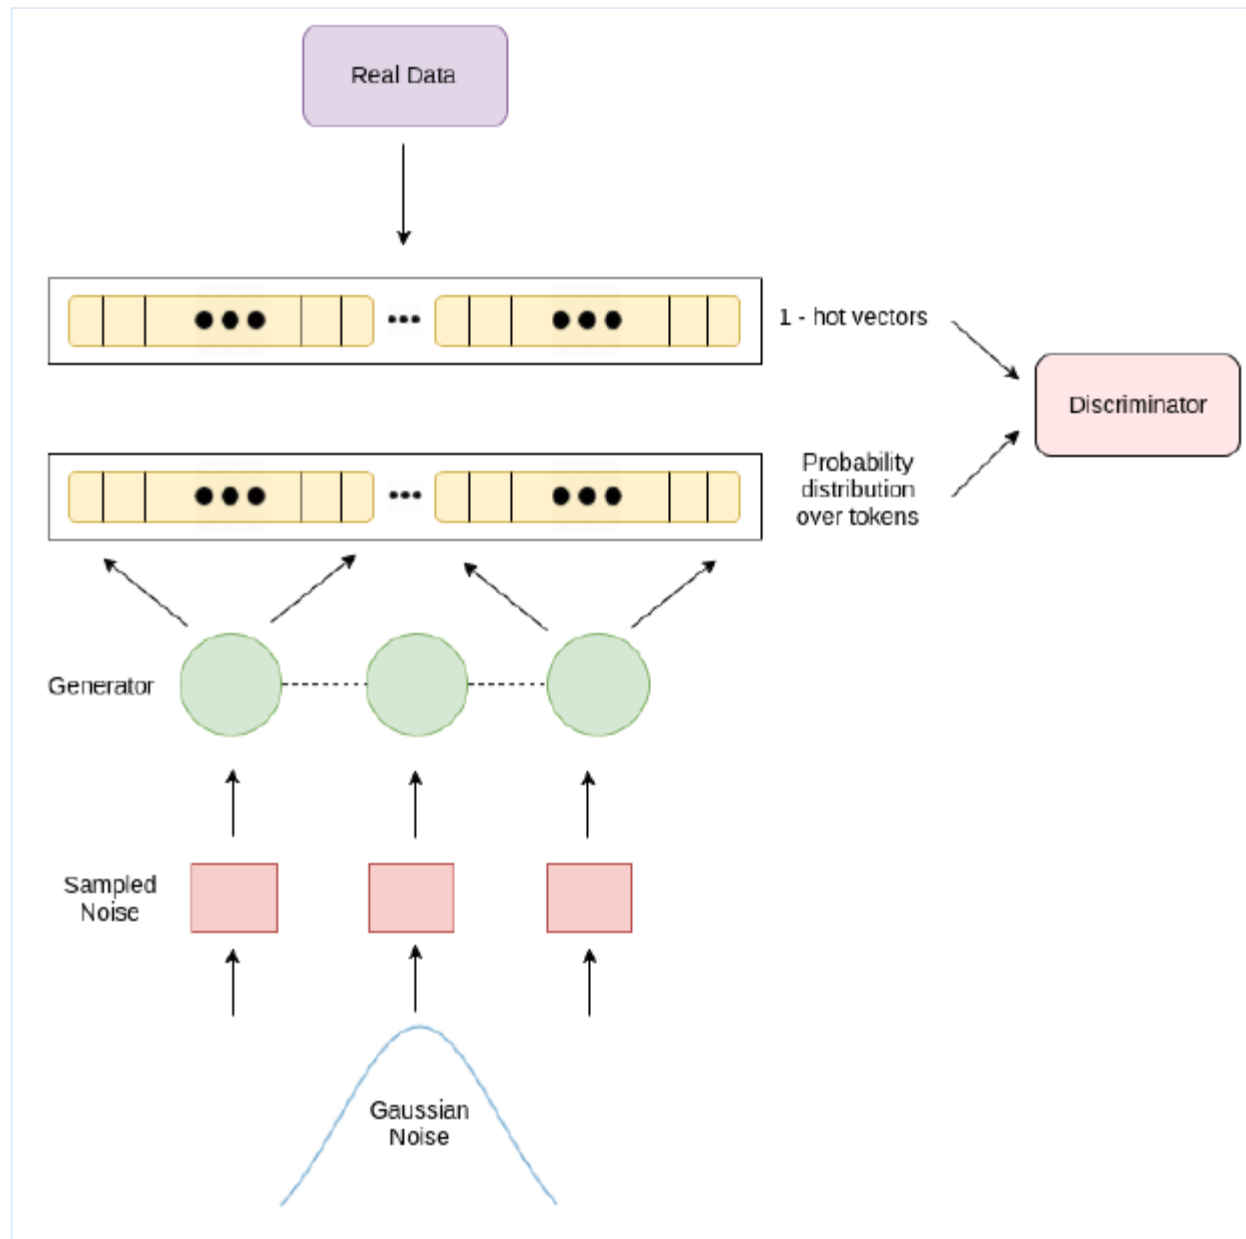 Real Data
1 - hot vectors
Discriminator
Probability
distribution
over tokens
Generator
Sampled
Noise
Gaussian
Noise